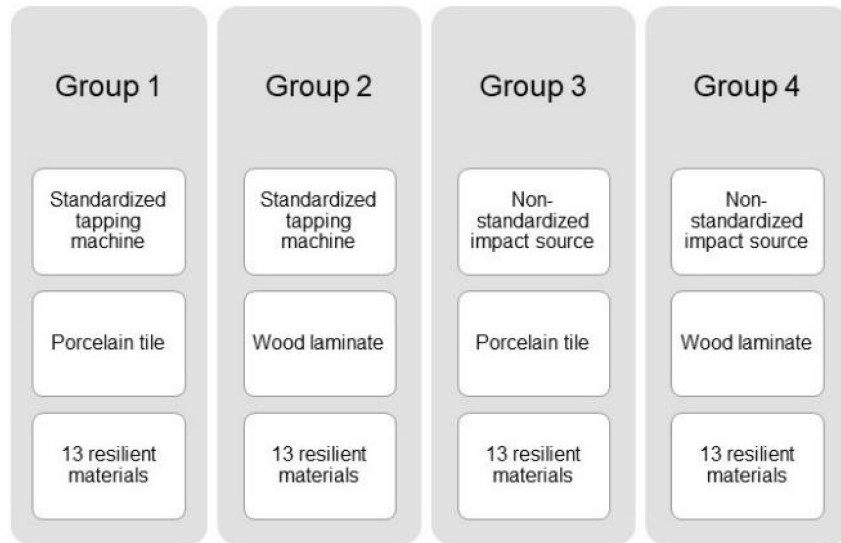 Group 1
Standardized
tapping
machine
Porcelain tile
13 resilient
materials
Group 2
Standardized
tapping
machine
Wood laminate
13 resilient
materials
Group 3
Non-
standardized
impact source
Porcelain tile
13 resilient
materials
Group 4
Non-
standardized
impact source
Wood laminate
13 resilient
materials